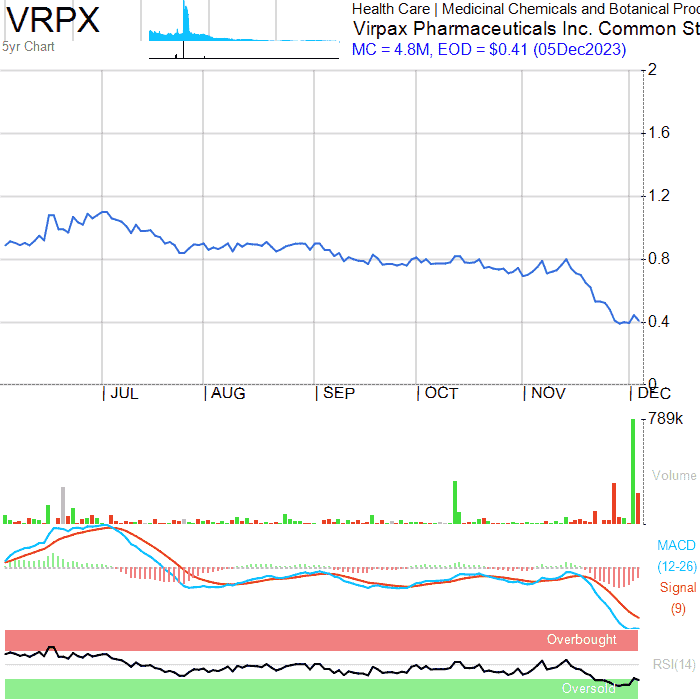 VRPX
5yr Chart
Health Care | Medicinal Chemicals and Botanical Proc
Virpax Pharmaceuticals Inc. Common St
MC = 4.8M, EOD = $0.41 (05Dec2023)
2
1.6
1.2
0.8
0.4
0
| JUL | AUG | SEP | OCT | NOV | DEC
789k
Volume
MACD
(12-26)
Signal
(9)
Overbought
RSI(14)
Oversold